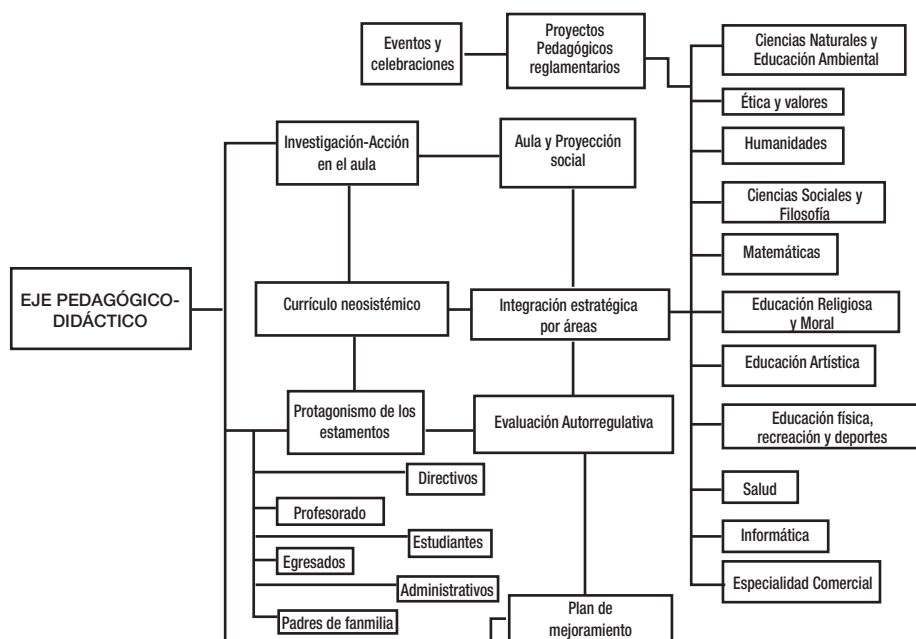 Eventos y
celebraciones
Proyectos
Pedagógicos
reglamentarios
Ciencias Naturales y
Educación Ambiental
Ética y valores
Investigación-Acción
en el aula
Aula y Proyección
social
Humanidades
Ciencias Sociales y
Filosofía
Matemáticas
EJE PEDAGÓGICO-
DIDÁCTICO
Currículo neosistémico
Integración estratégica
por áreas
Educación Religiosa
y Moral
Educación Artística
Protagonismo de los
estamentos
Evaluación Autorregulativa
Educación física,
recreación y deportes
Directivos
Salud
Profesorado
Estudiantes
Informática
Egresados
Administrativos
Especialidad Comercial
Padres de fanmilia
Plan de
mejoramiento